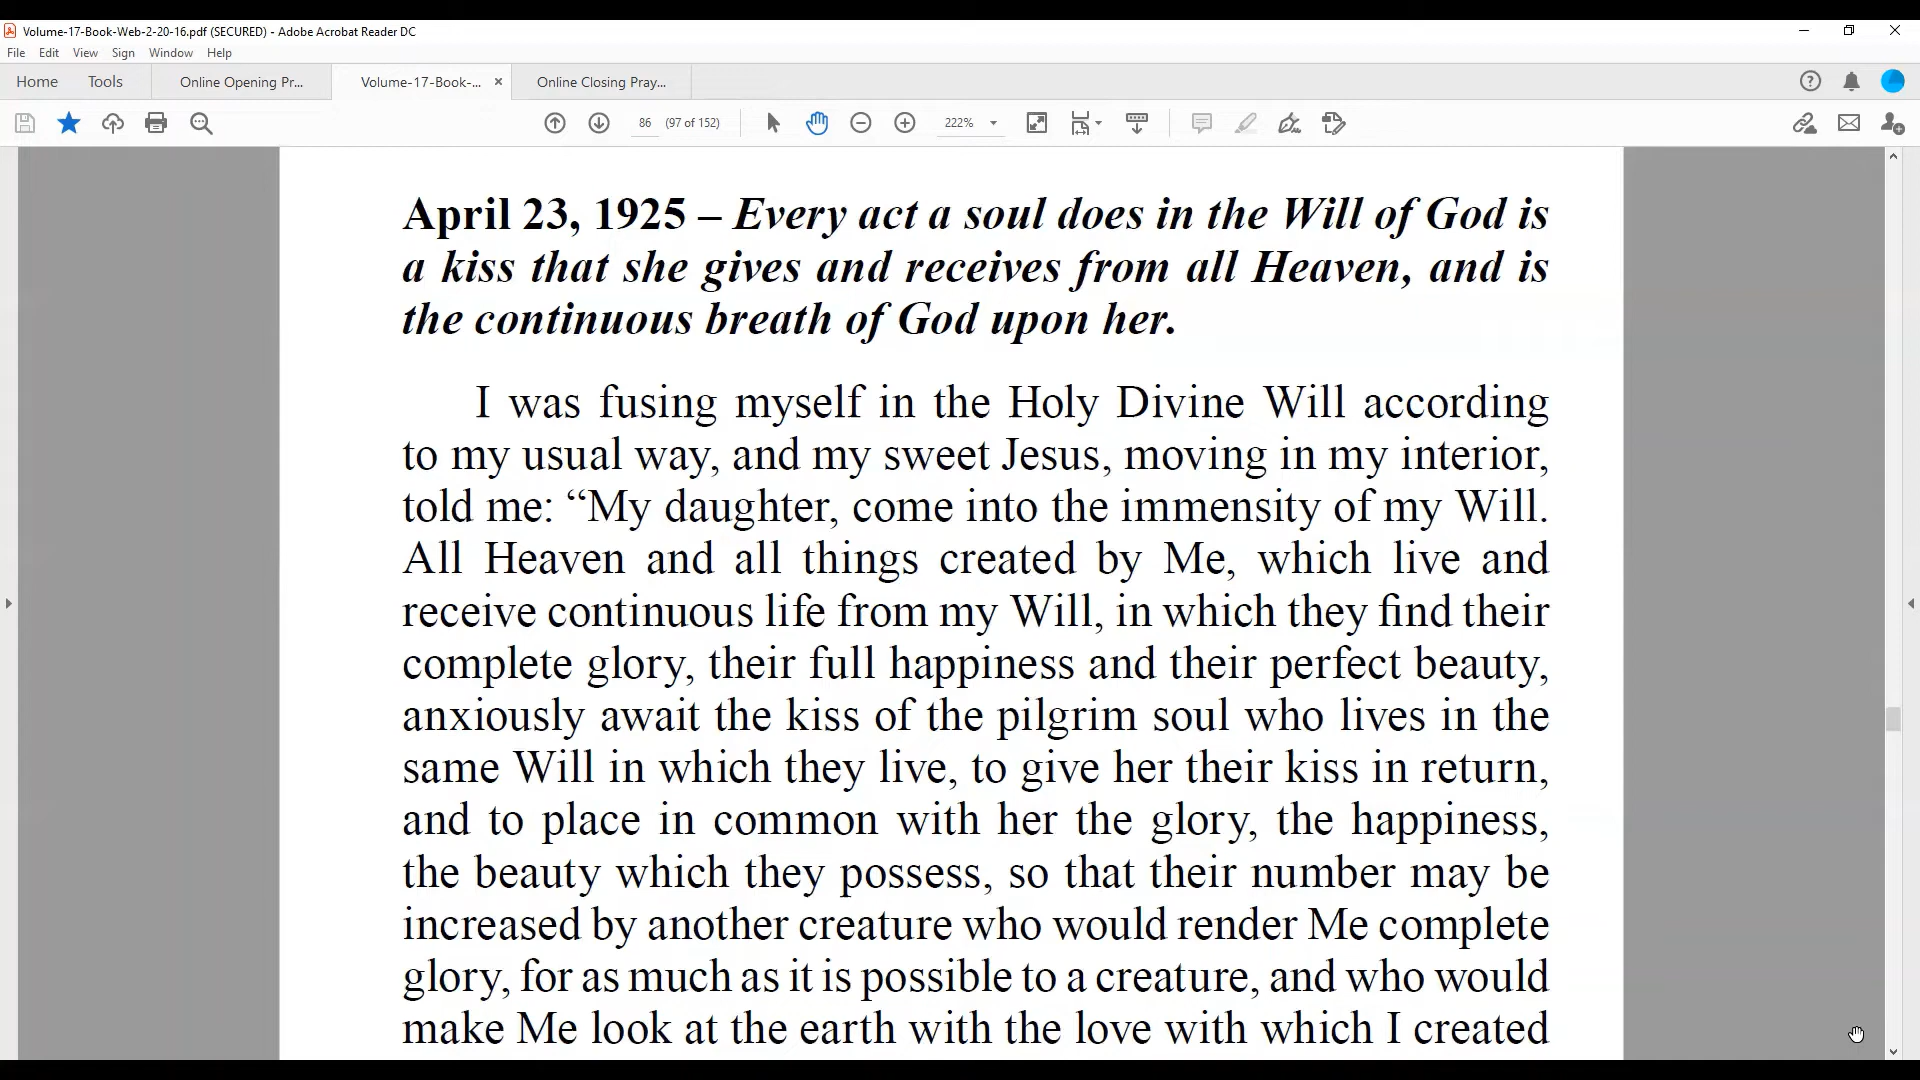 Volume-17-Book-Web-2-20-16.pdf (SECURED) - Adobe Acrobat Reader DC
File Edit View Sign Window Help
Home Tools Online Opening Pr... Volume-17-Book-... × Online Closing Pray...
86 (97 of 152) 222%
April 23, 1925 – Every act a soul does in the Will of God is
a kiss that she gives and receives from all Heaven, and is
the continuous breath of God upon her.
I was fusing myself in the Holy Divine Will according
to my usual way, and my sweet Jesus, moving in my interior,
told me: “My daughter, come into the immensity of my Will.
All Heaven and all things created by Me, which live and
receive continuous life from my Will, in which they find their
complete glory, their full happiness and their perfect beauty,
anxiously await the kiss of the pilgrim soul who lives in the
same Will in which they live, to give her their kiss in return,
and to place in common with her the glory, the happiness,
the beauty which they possess, so that their number may be
increased by another creature who would render Me complete
glory, for as much as it is possible to a creature, and who would
make Me look at the earth with the love with which I created